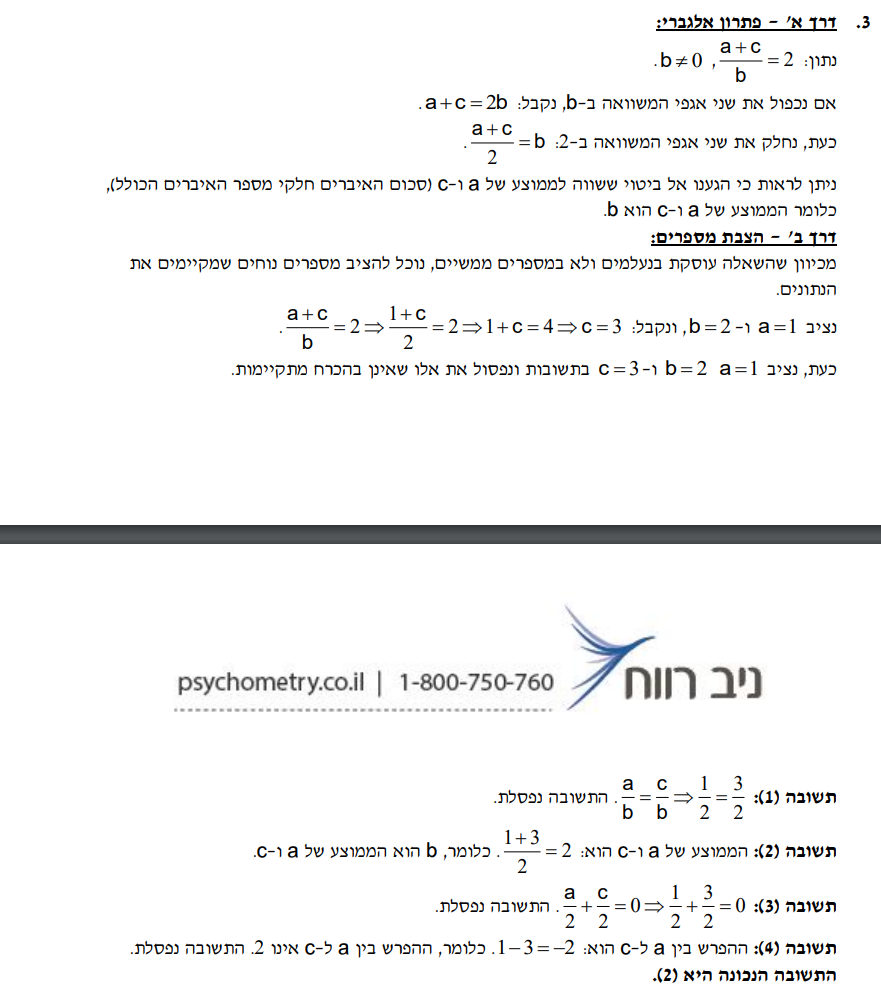 3. דרך א' – פתרון אלגברי:
נתון: $\frac{a+c}{b}=2$, $b \neq 0$.
אם נכפול את שני אגפי המשוואה ב-b, נקבל: $a+c=2b$.
כעת, נחלק את שני אגפי המשוואה ב-2: $\frac{a+c}{2}=b$.
ניתן לראות כי הגענו אל ביטוי ששווה לממוצע של a ו-c (סכום האיברים חלקי מספר האיברים הכולל),
כלומר הממוצע של a ו-c הוא b.
דרך ב' – הצבת מספרים:
מכיוון שהשאלה עוסקת בנעלמים ולא במספרים ממשיים, נוכל להציב מספרים נוחים שמקיימים את
הנתונים.
נציב $a=1$ ו- $b=2$, ונקבל: $\frac{a+c}{b}=2 \Rightarrow \frac{1+c}{2}=2 \Rightarrow 1+c=4 \Rightarrow c=3$.
כעת, נציב $a=1$ $b=2$ ו-$c=3$ בתשובות ונפסול את אלו שאינן בהכרח מתקיימות.
ניב רווח
psychometry.co.il | 1-800-750-760
תשובה (1): $\frac{a}{b}=\frac{c}{b} \Rightarrow \frac{1}{2}=\frac{3}{2}$. התשובה נפסלת.
תשובה (2): הממוצע של a ו-c הוא: $\frac{1+3}{2}=2$. כלומר, b הוא הממוצע של a ו-c.
תשובה (3): $\frac{a}{2}+\frac{c}{2}=0 \Rightarrow \frac{1}{2}+\frac{3}{2}=0$. התשובה נפסלת.
תשובה (4): ההפרש בין a ל-c הוא: $1-3=-2$. כלומר, ההפרש בין a ל-c אינו 2. התשובה נפסלת.
התשובה הנכונה היא (2).